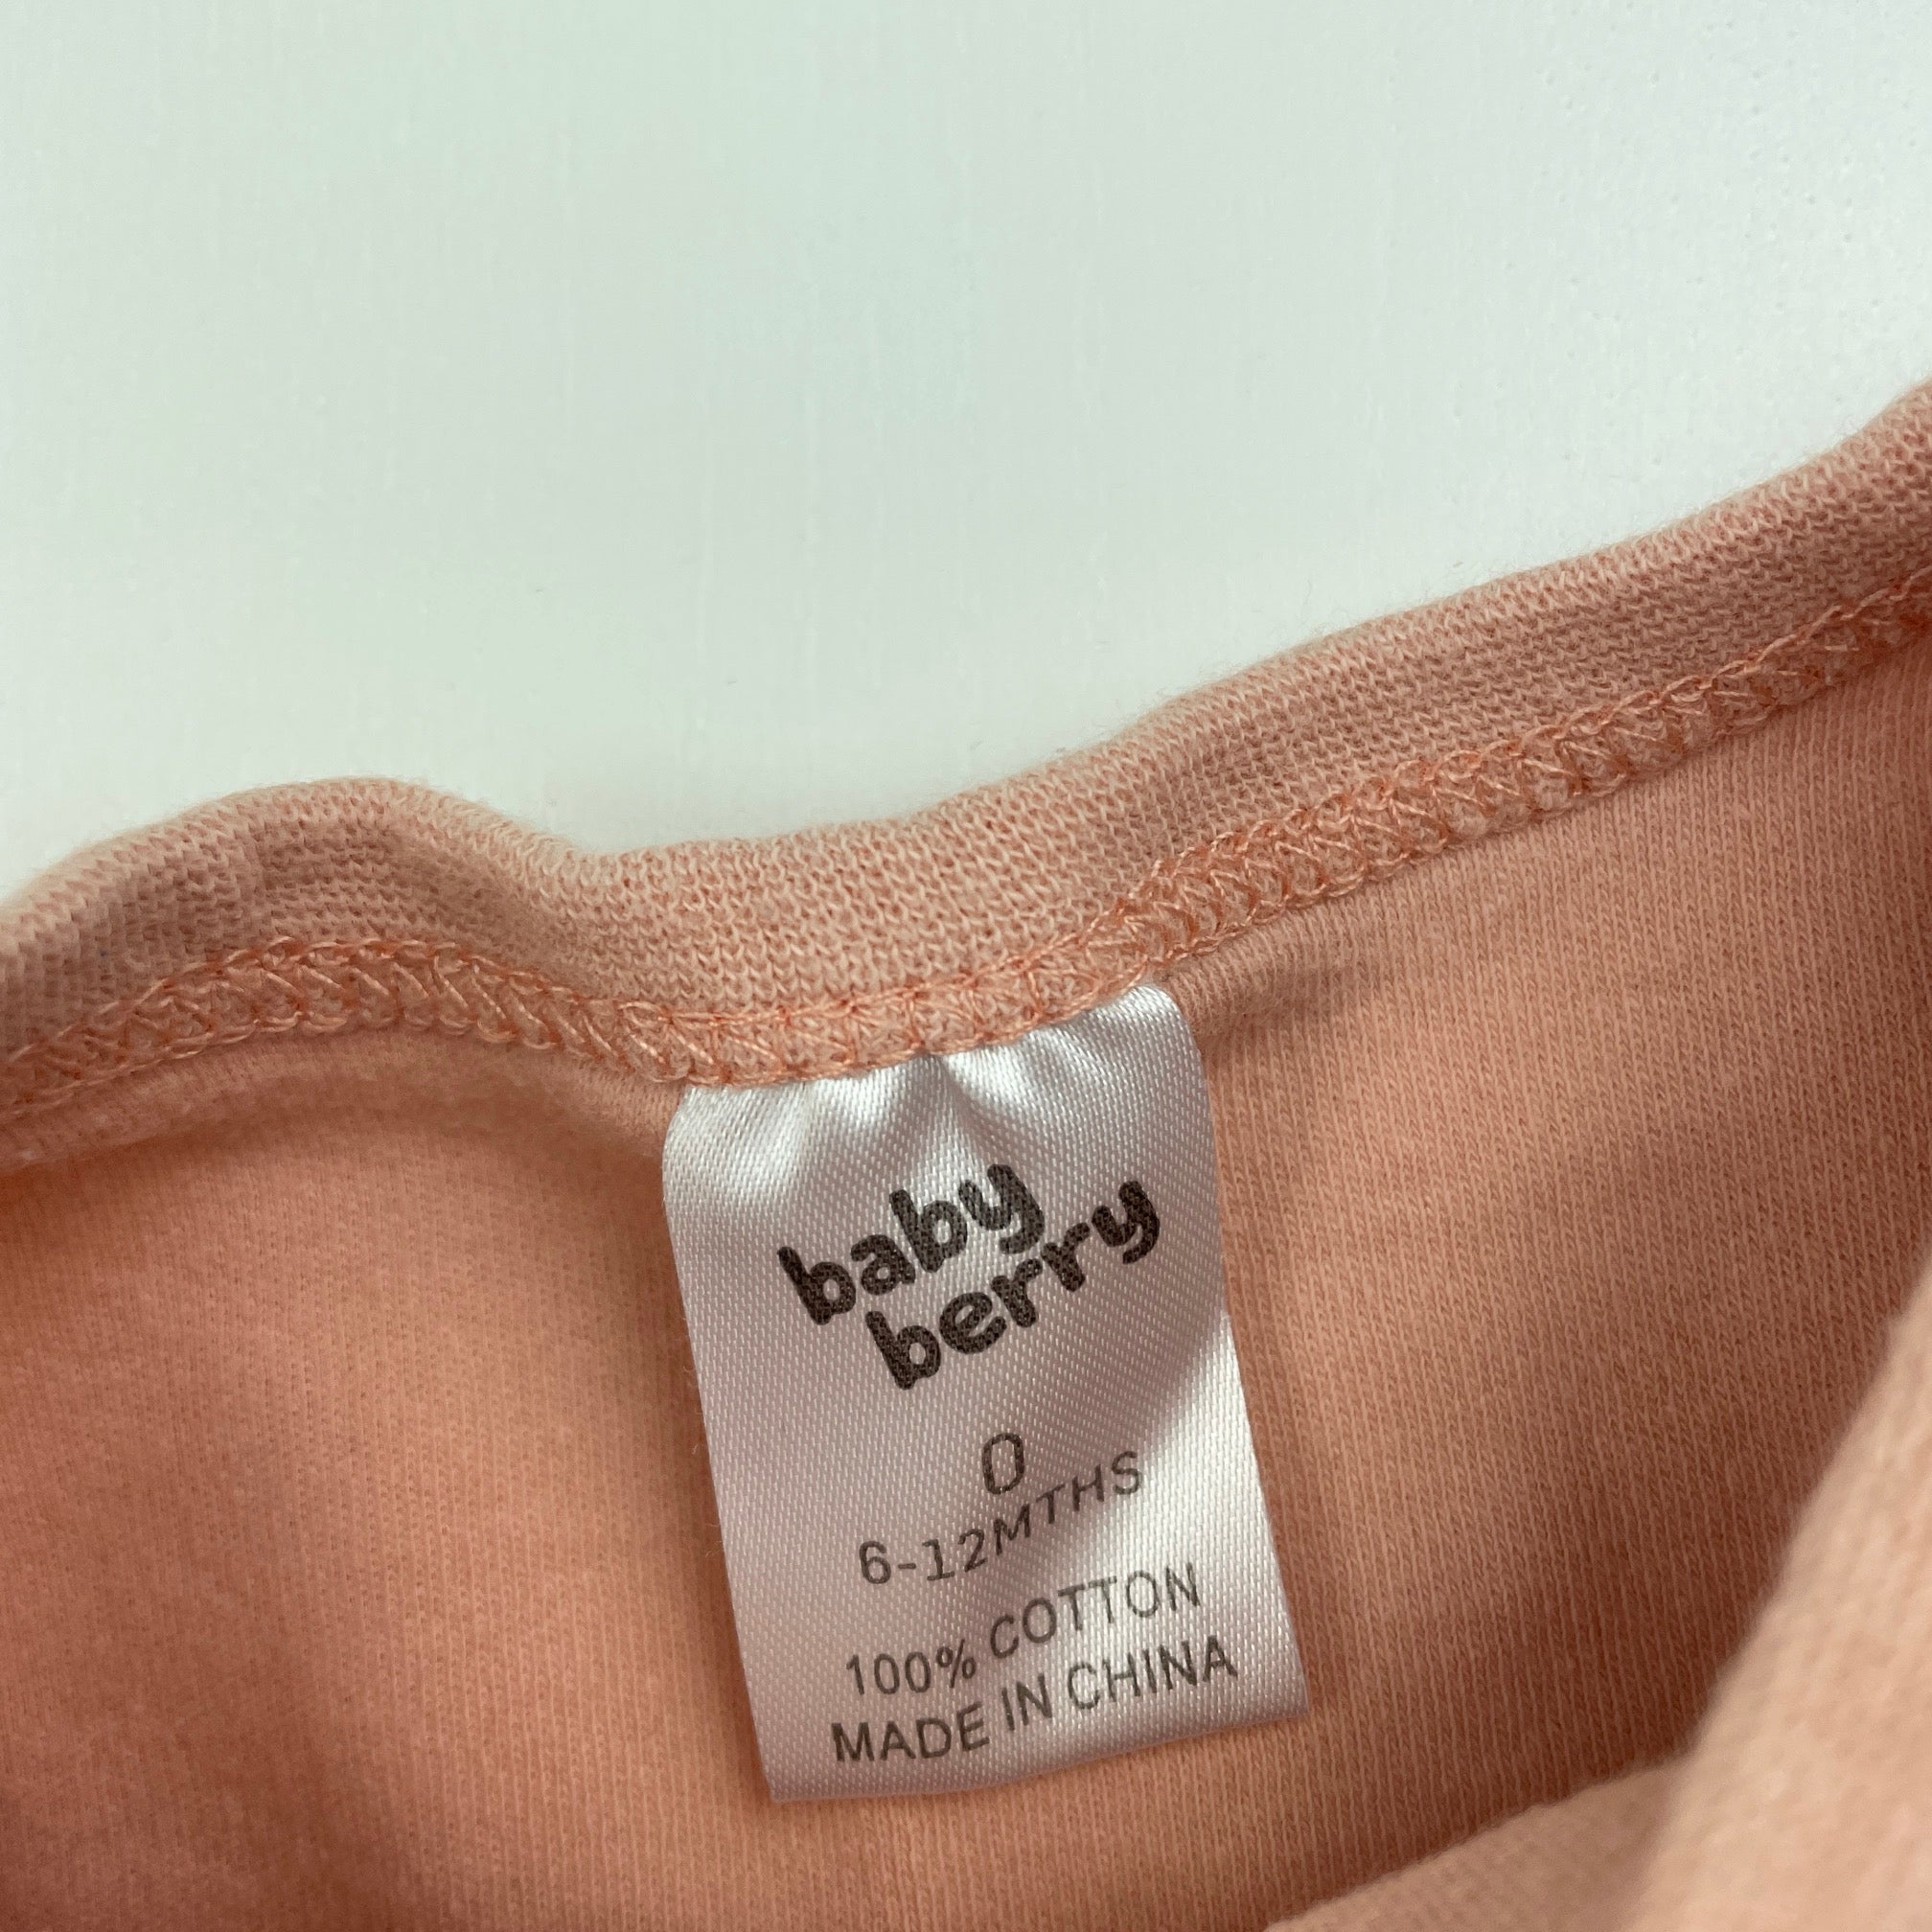 baby
berry
0
6-12MTHS
100% COTTON
MADE IN CHINA